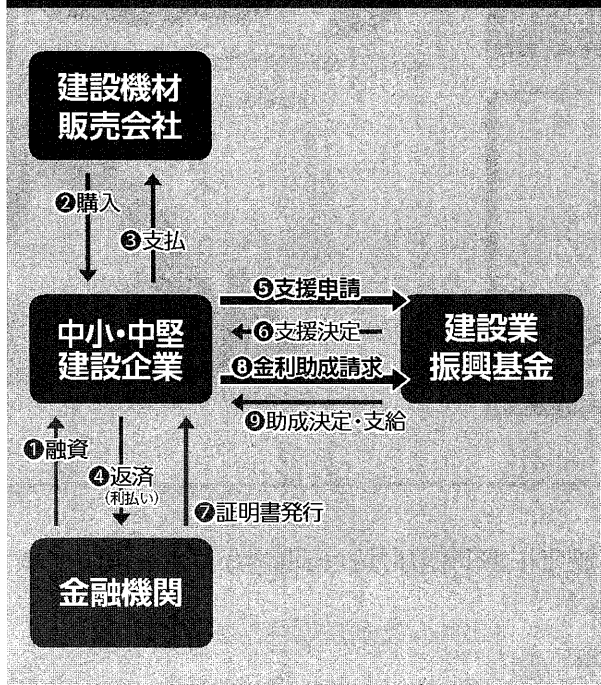 建設機材
販売会社
❷購入
❸支払
❺支援申請
中小・中堅
建設企業
❻支援決定
建設業
振興基金
❽金利助成請求
❾助成決定・支給
❶融資
❹返済
(利払い)
❼証明書発行
金融機関